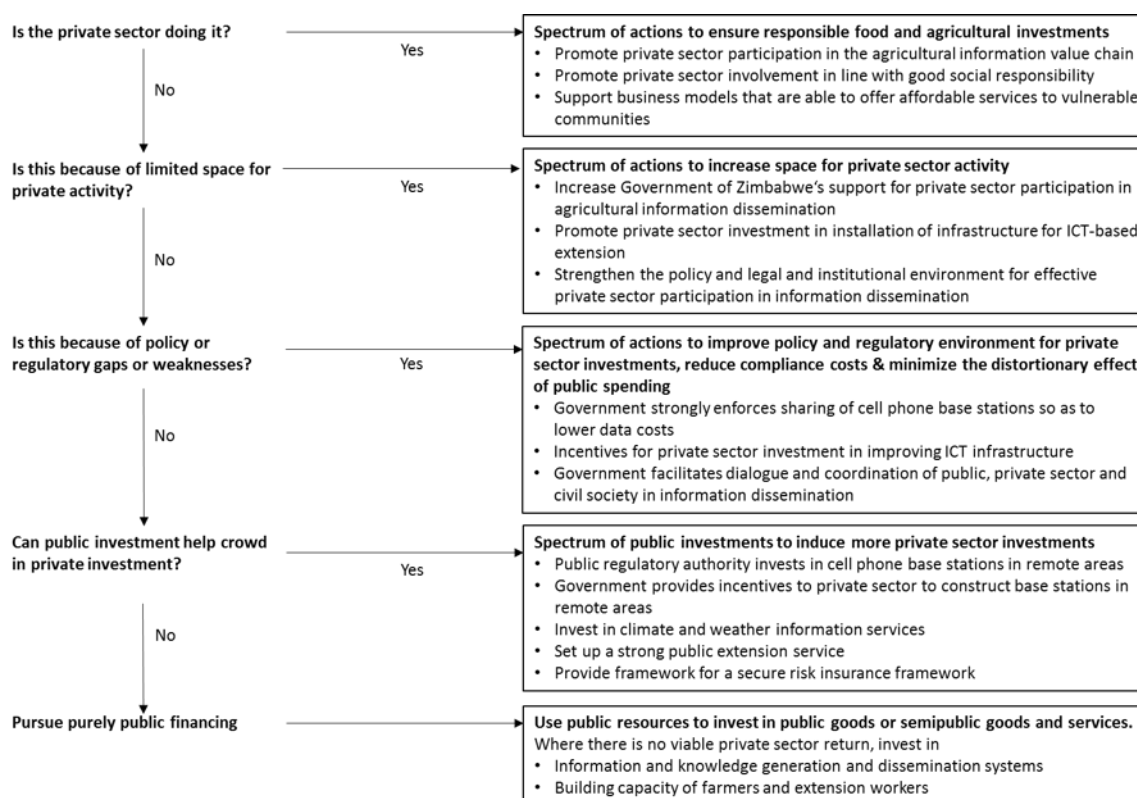 Is the private sector doing it?
Yes
No
Spectrum of actions to ensure responsible food and agricultural investments
• Promote private sector participation in the agricultural information value chain
• Promote private sector involvement in line with good social responsibility
• Support business models that are able to offer affordable services to vulnerable
communities
Is this because of limited space for
private activity?
Yes
No
Spectrum of actions to increase space for private sector activity
• Increase Government of Zimbabwe's support for private sector participation in
agricultural information dissemination
• Promote private sector investment in installation of infrastructure for ICT-based
extension
• Strengthen the policy and legal and institutional environment for effective
private sector participation in information dissemination
Is this because of policy or
regulatory gaps or weaknesses?
Yes
No
Spectrum of actions to improve policy and regulatory environment for private
sector investments, reduce compliance costs & minimize the distortionary effect
of public spending
• Government strongly enforces sharing of cell phone base stations so as to
lower data costs
• Incentives for private sector investment in improving ICT infrastructure
• Government facilitates dialogue and coordination of public, private sector and
civil society in information dissemination
Can public investment help crowd
in private investment?
Yes
No
Spectrum of public investments to induce more private sector investments
• Public regulatory authority invests in cell phone base stations in remote areas
• Government provides incentives to private sector to construct base stations in
remote areas
• Invest in climate and weather information services
• Set up a strong public extension service
• Provide framework for a secure risk insurance framework
Pursue purely public financing
Use public resources to invest in public goods or semipublic goods and services.
Where there is no viable private sector return, invest in
• Information and knowledge generation and dissemination systems
• Building capacity of farmers and extension workers